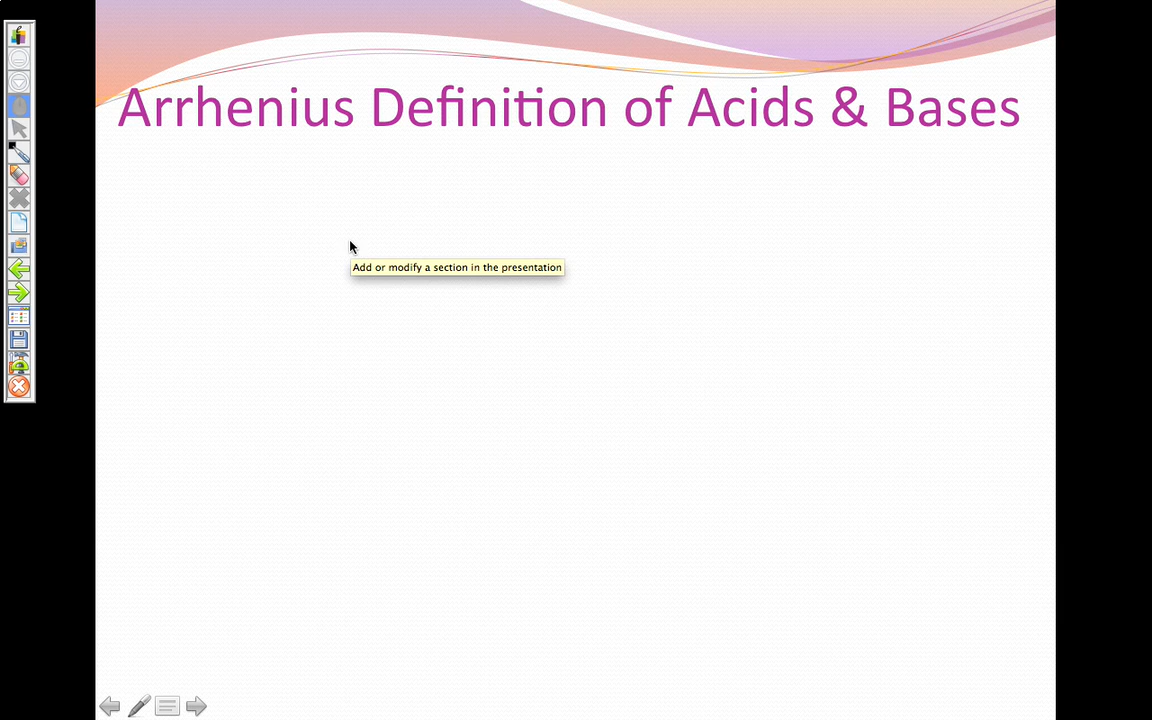 Arrhenius Definition of Acids & Bases
Add or modify a section in the presentation